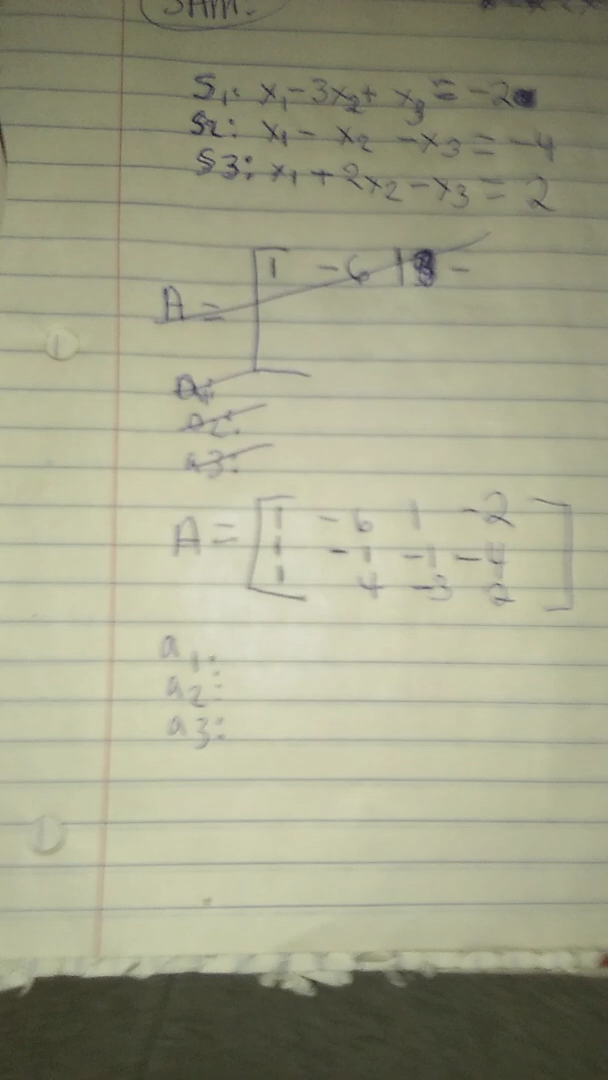 SAM.
S1: x1 - 3x2 + x3 = -2
S2: x1 - x2 - x3 = -4
S3: x1 + 2x2 - x3 = 2
A = [1 -6 1
a1:
a2:
a3:
A = [1 -6 1 -2
1 -1 -1 -4
1 4 -3 2]
a1:
a2:
a3: